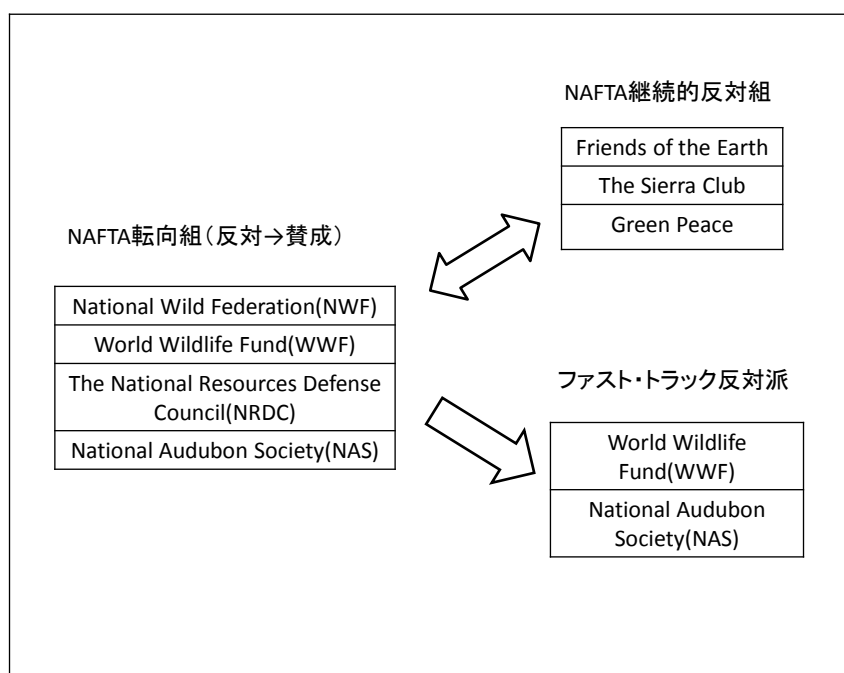 NAFTA継続的反対組
Friends of the Earth
The Sierra Club
Green Peace
NAFTA転向組（反対→賛成）
National Wild Federation(NWF)
World Wildlife Fund(WWF)
The National Resources Defense
Council(NRDC)
National Audubon Society(NAS)
ファスト・トラック反対派
World Wildlife
Fund(WWF)
National Audubon
Society(NAS)